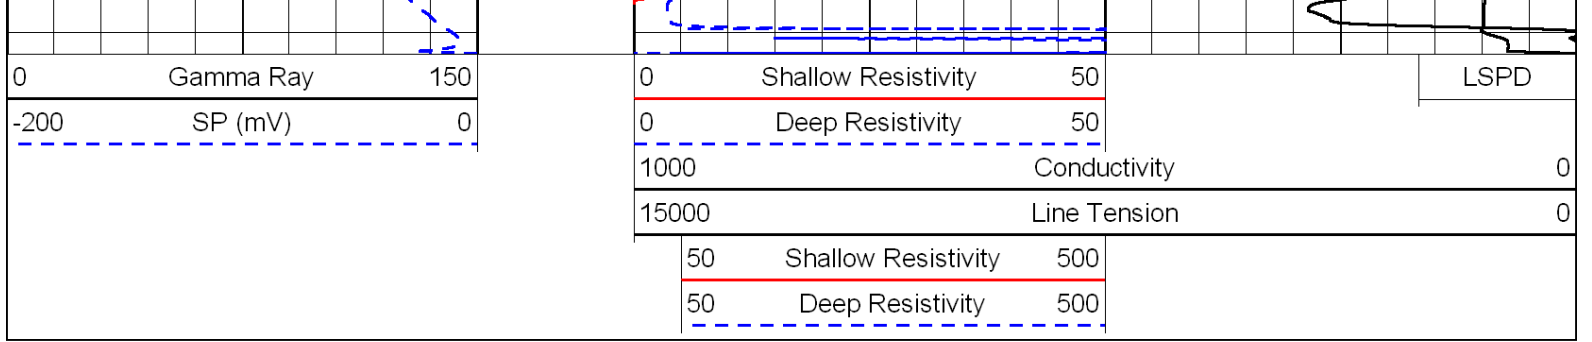 0 Gamma Ray 150 0 Shallow Resistivity 50 LSPD
-200 SP (mV) 0 0 Deep Resistivity 50
1000 Conductivity 0
15000 Line Tension 0
50 Shallow Resistivity 500
50 Deep Resistivity 500